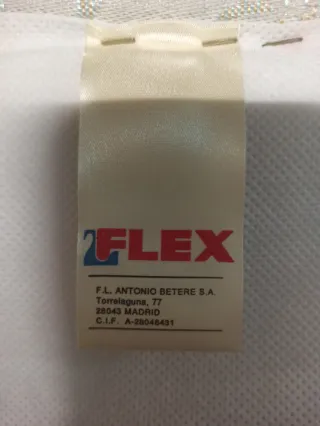 FLEX
F.L. ANTONIO BETERE S.A.
Torrelaguna, 77
28043 MADRID
C.I.F. A-28045431